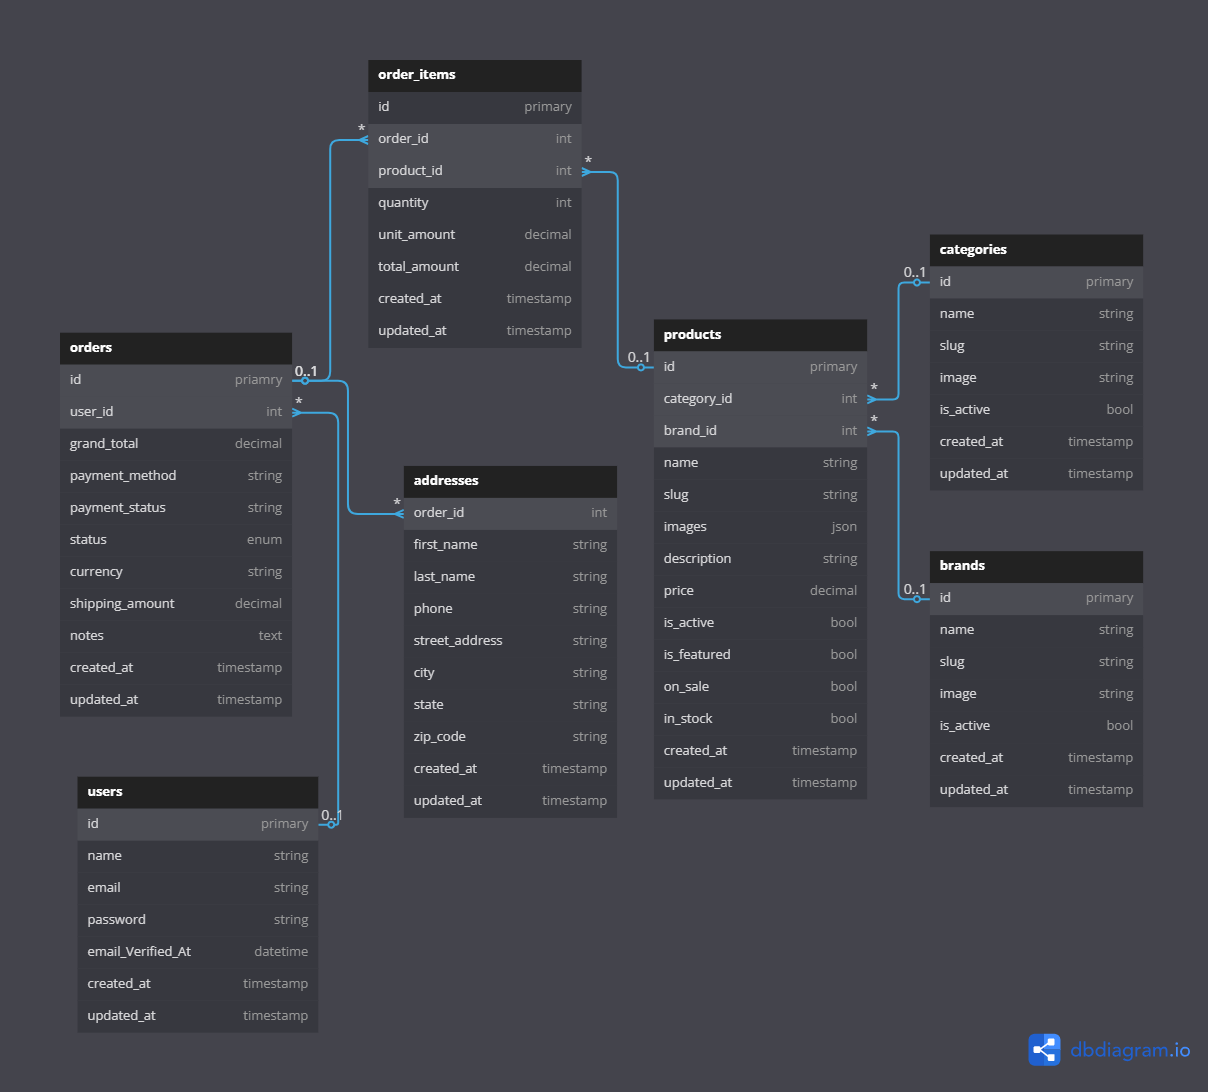 order_items
id primary
* order_id int
product_id int *
quantity int
unit_amount decimal
total_amount decimal
created_at timestamp
updated_at timestamp
categories
0..1 id primary
name string
slug string
image string
is_active bool
created_at timestamp
updated_at timestamp
orders
id priamry 0..1
user_id int *
grand_total decimal
payment_method string
payment_status string
status enum
currency string
shipping_amount decimal
notes text
created_at timestamp
updated_at timestamp
products
0..1 id primary
category_id int *
brand_id int *
name string
slug string
images json
description string
price decimal
is_active bool
is_featured bool
on_sale bool
in_stock bool
created_at timestamp
updated_at timestamp
addresses
* order_id int
first_name string
last_name string
phone string
street_address string
city string
state string
zip_code string
created_at timestamp
updated_at timestamp
brands
0..1 id primary
name string
slug string
image string
is_active bool
created_at timestamp
updated_at timestamp
users
id primary 0..1
name string
email string
password string
email_Verified_At datetime
created_at timestamp
updated_at timestamp
dbdiagram.io